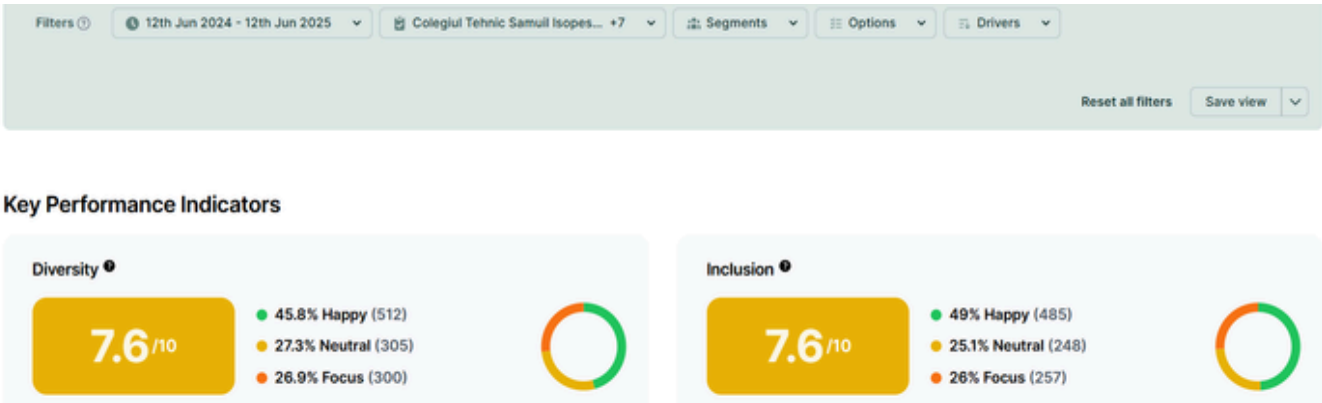 Filters
12th Jun 2024 - 12th Jun 2025
Colegiul Tehnic Samuil Isopes... +7
Segments
Options
Drivers
Reset all filters
Save view
Key Performance Indicators
Diversity
7.6/10
45.8% Happy (512)
27.3% Neutral (305)
26.9% Focus (300)
Inclusion
7.6/10
49% Happy (485)
25.1% Neutral (248)
26% Focus (257)